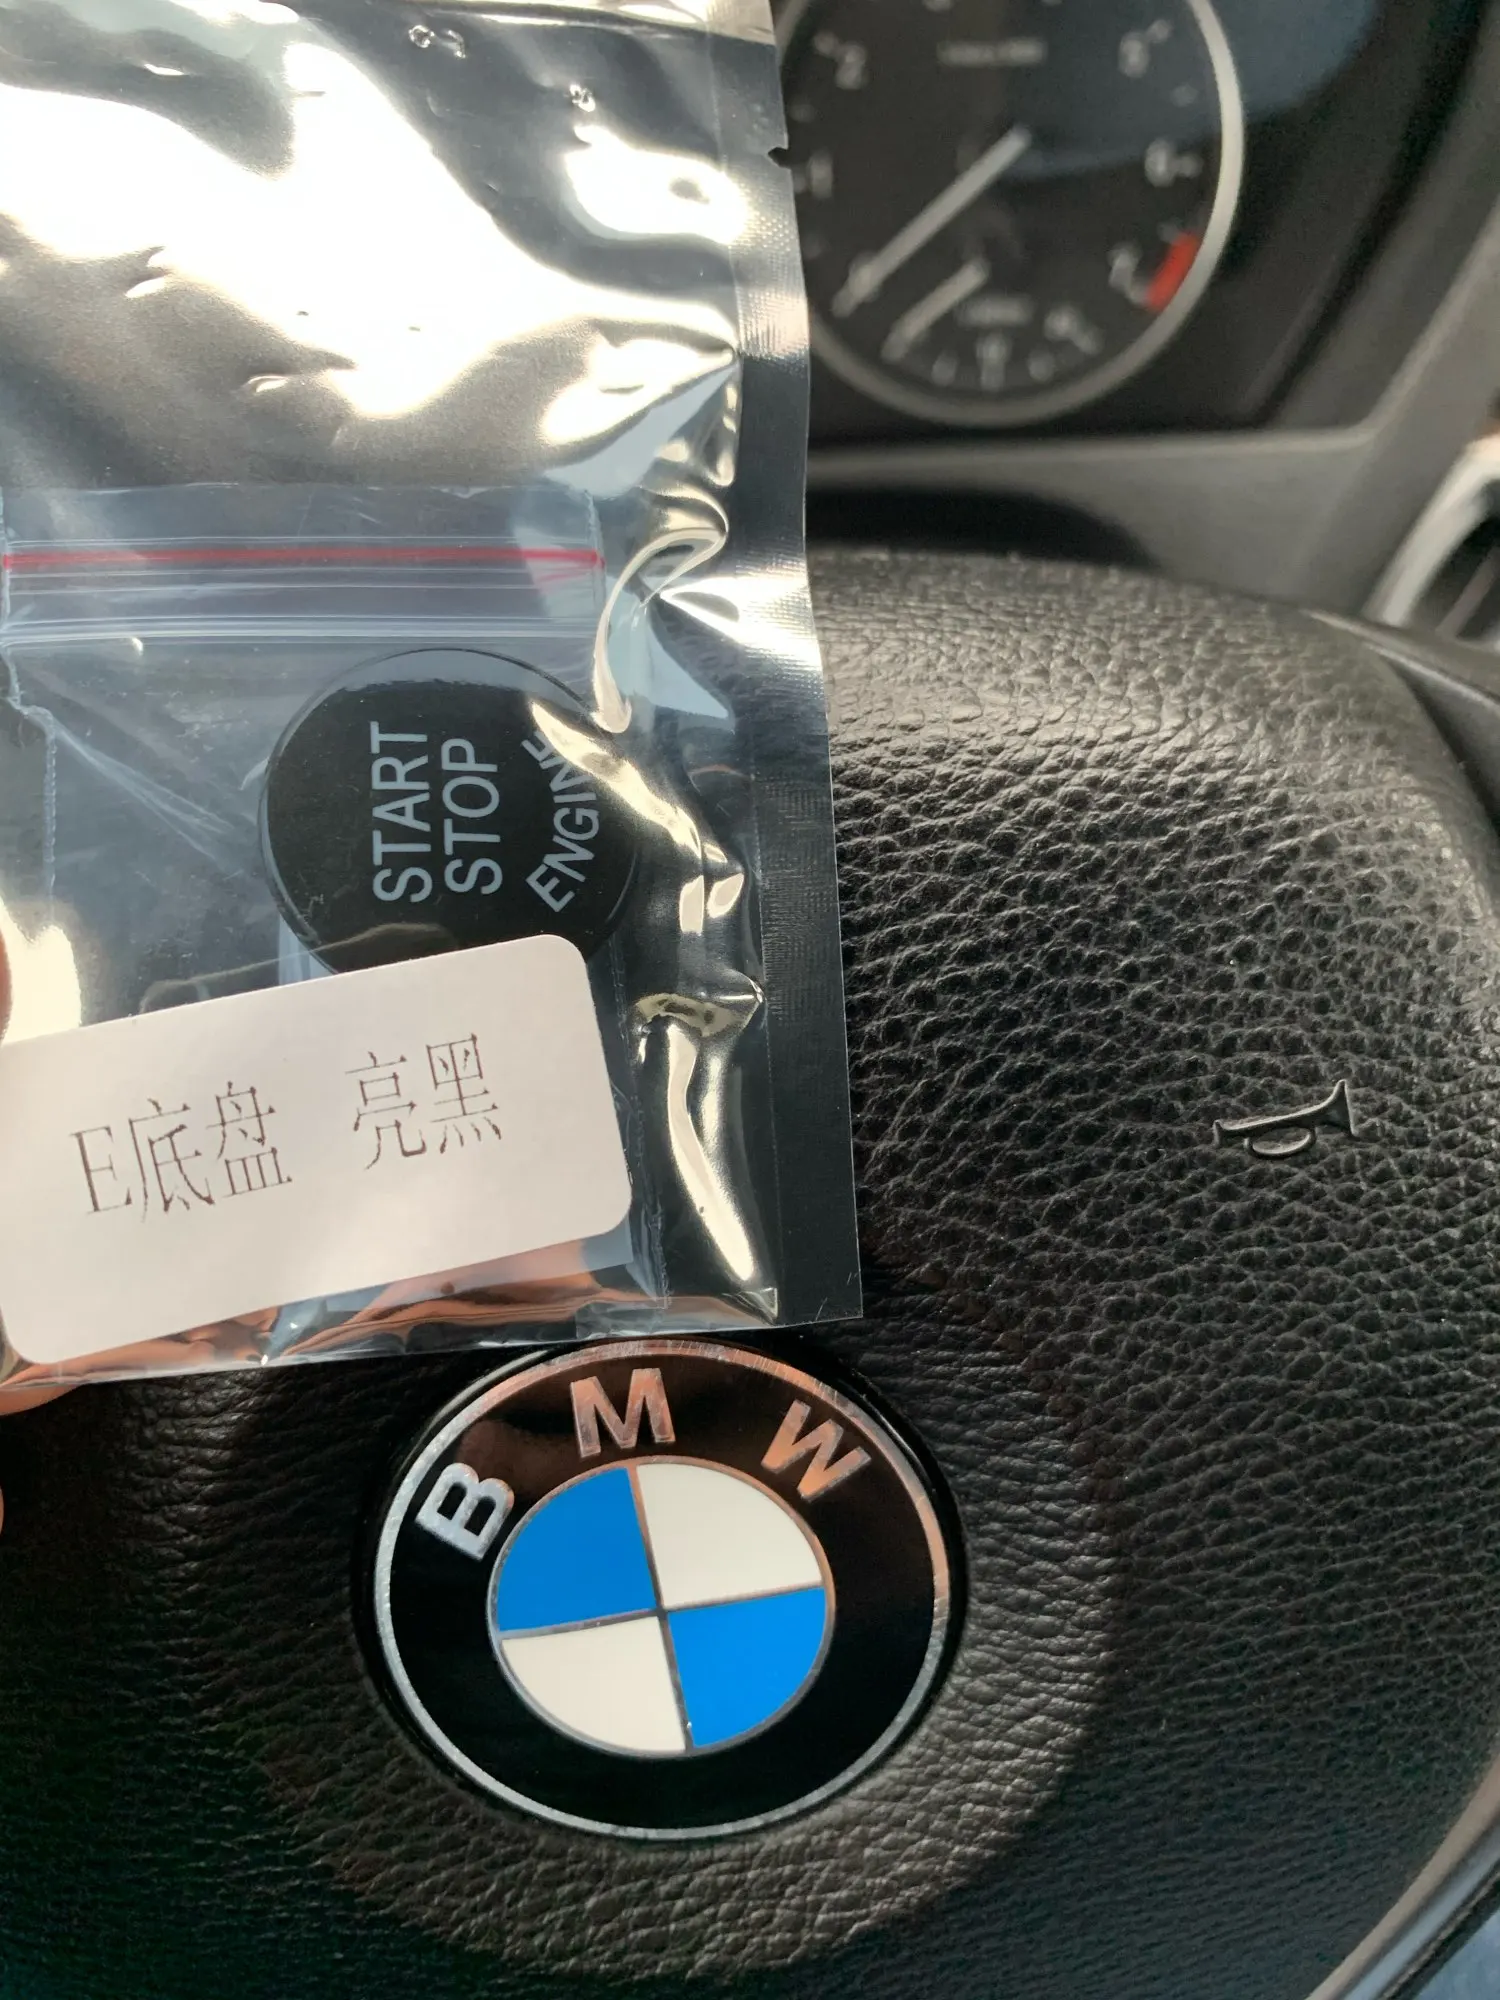 START
STOP
ENGINE
E底盘 亮黑
BMW